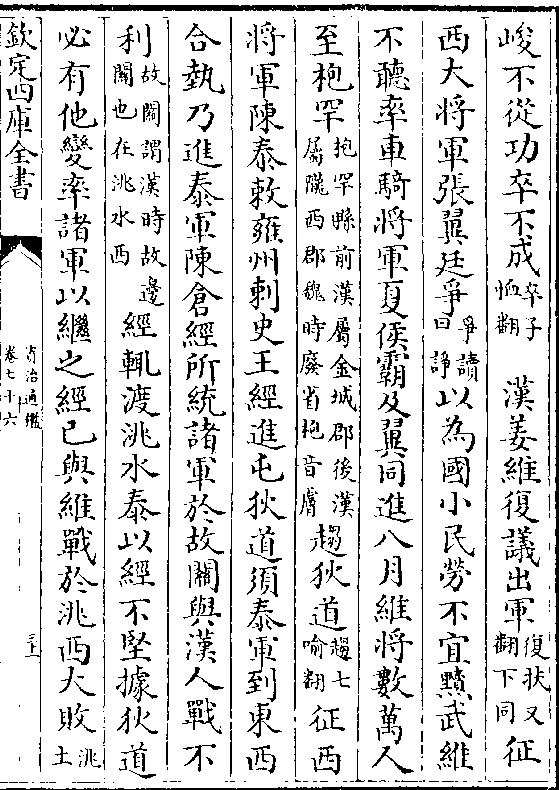 峻不從功卒不成卒子恤翻　漢姜維復議出軍復扶又翻下同征
西大將軍張翼廷爭爭讀曰諍以為國小民勞不宜黷武維
不聽率車騎將軍夏侯霸及翼同進八月維將數萬人
至枹罕枹罕縣前漢屬金城郡後漢屬隴西郡魏時廢省枹音膚趨狄道趨七喻翻征西
將軍陳泰敕雍州刺史王經進屯狄道須泰軍到東西
合埶乃進泰軍陳倉經所統諸軍於故關與漢人戰不
利故關謂漢時故邊關也在洮水西經輒渡洮水泰以經不堅據狄道
必有他變率諸軍以繼之經已與維戰於洮西大敗洮土
欽定四庫全書
資治通鑑
卷七十六